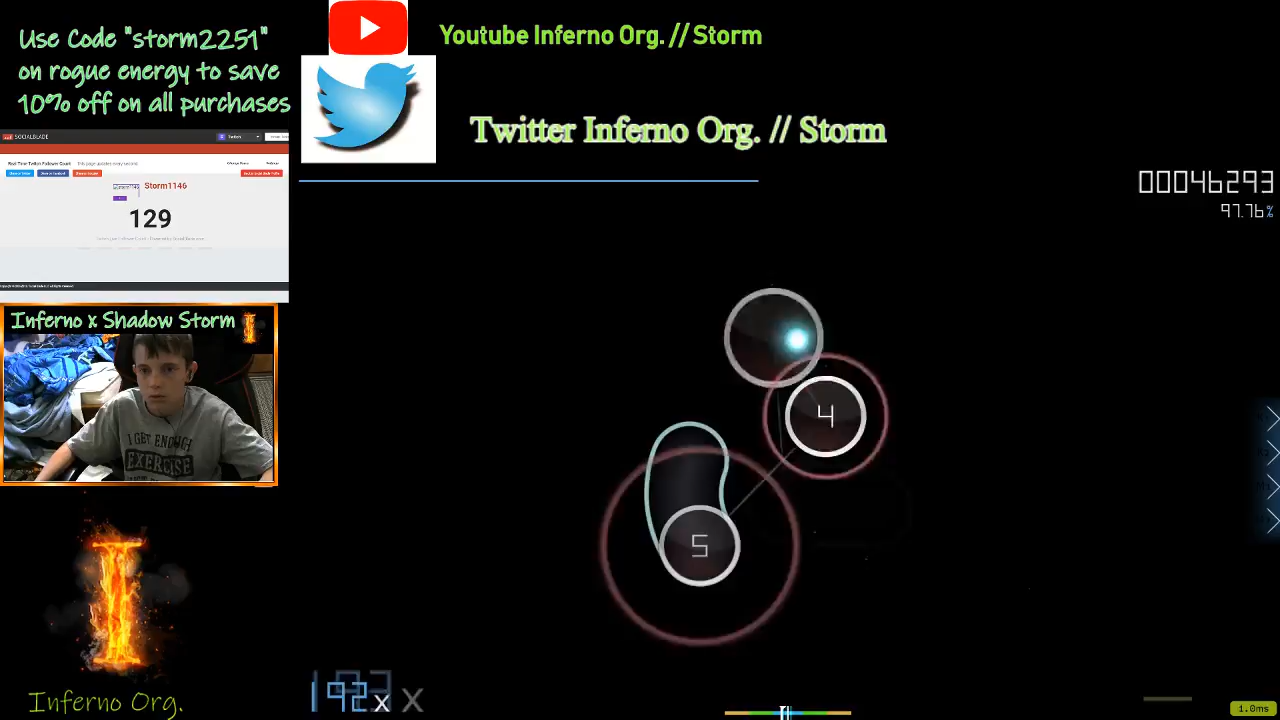 Use Code "storm2251"
on rogue energy to save
10% off on all purchases
Youtube Inferno Org. // Storm
Twitter Inferno Org. // Storm
SOCIALBLADE
Storm1146
129
00046293
97.76%
Inferno x Shadow Storm
I GET ENOUGH
EXERCISE
4
5
Inferno Org.
192x
1.0ms